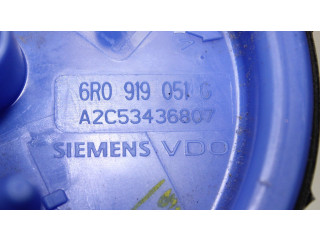 6R0 919 051 G
A2C53436807
SIEMENS VDO